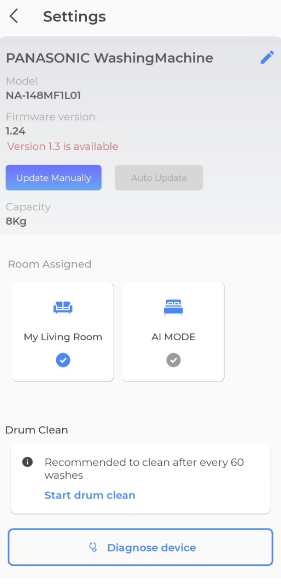 Settings
PANASONIC WashingMachine
Model
NA-148MF1L01
Firmware version
1.24
Version 1.3 is available
Update Manually
Auto Update
Capacity
8Kg
Room Assigned
My Living Room
AI MODE
Drum Clean
Recommended to clean after every 60
washes
Start drum clean
Diagnose device